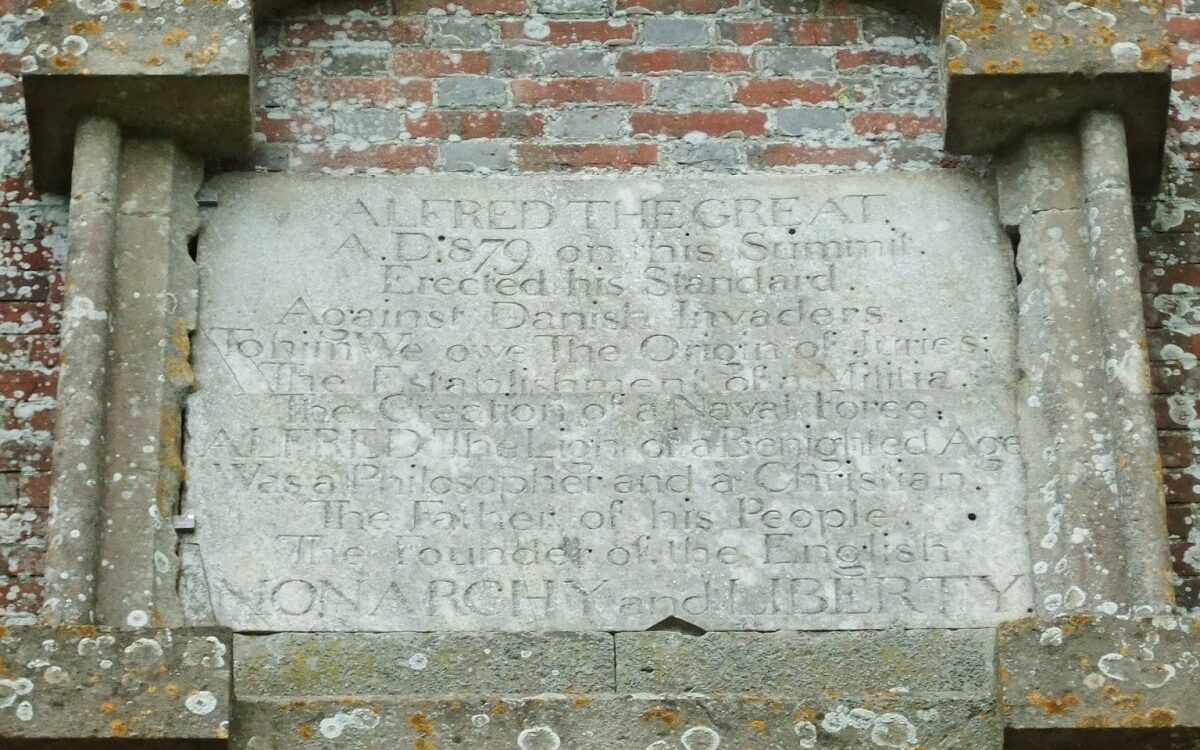 ALFRED THE GREAT
A.D. 879 on this Summit.
Erected his Standard.
Against Danish Invaders.
To him We owe The Origin of Juries;
The Establishment of a Militia.
The Creation of a Naval Force;
ALFRED The Light of a Benighted Age
Was a Philosopher and a Christian.
The Father of his People.
The Founder of the English
MONARCHY and LIBERTY